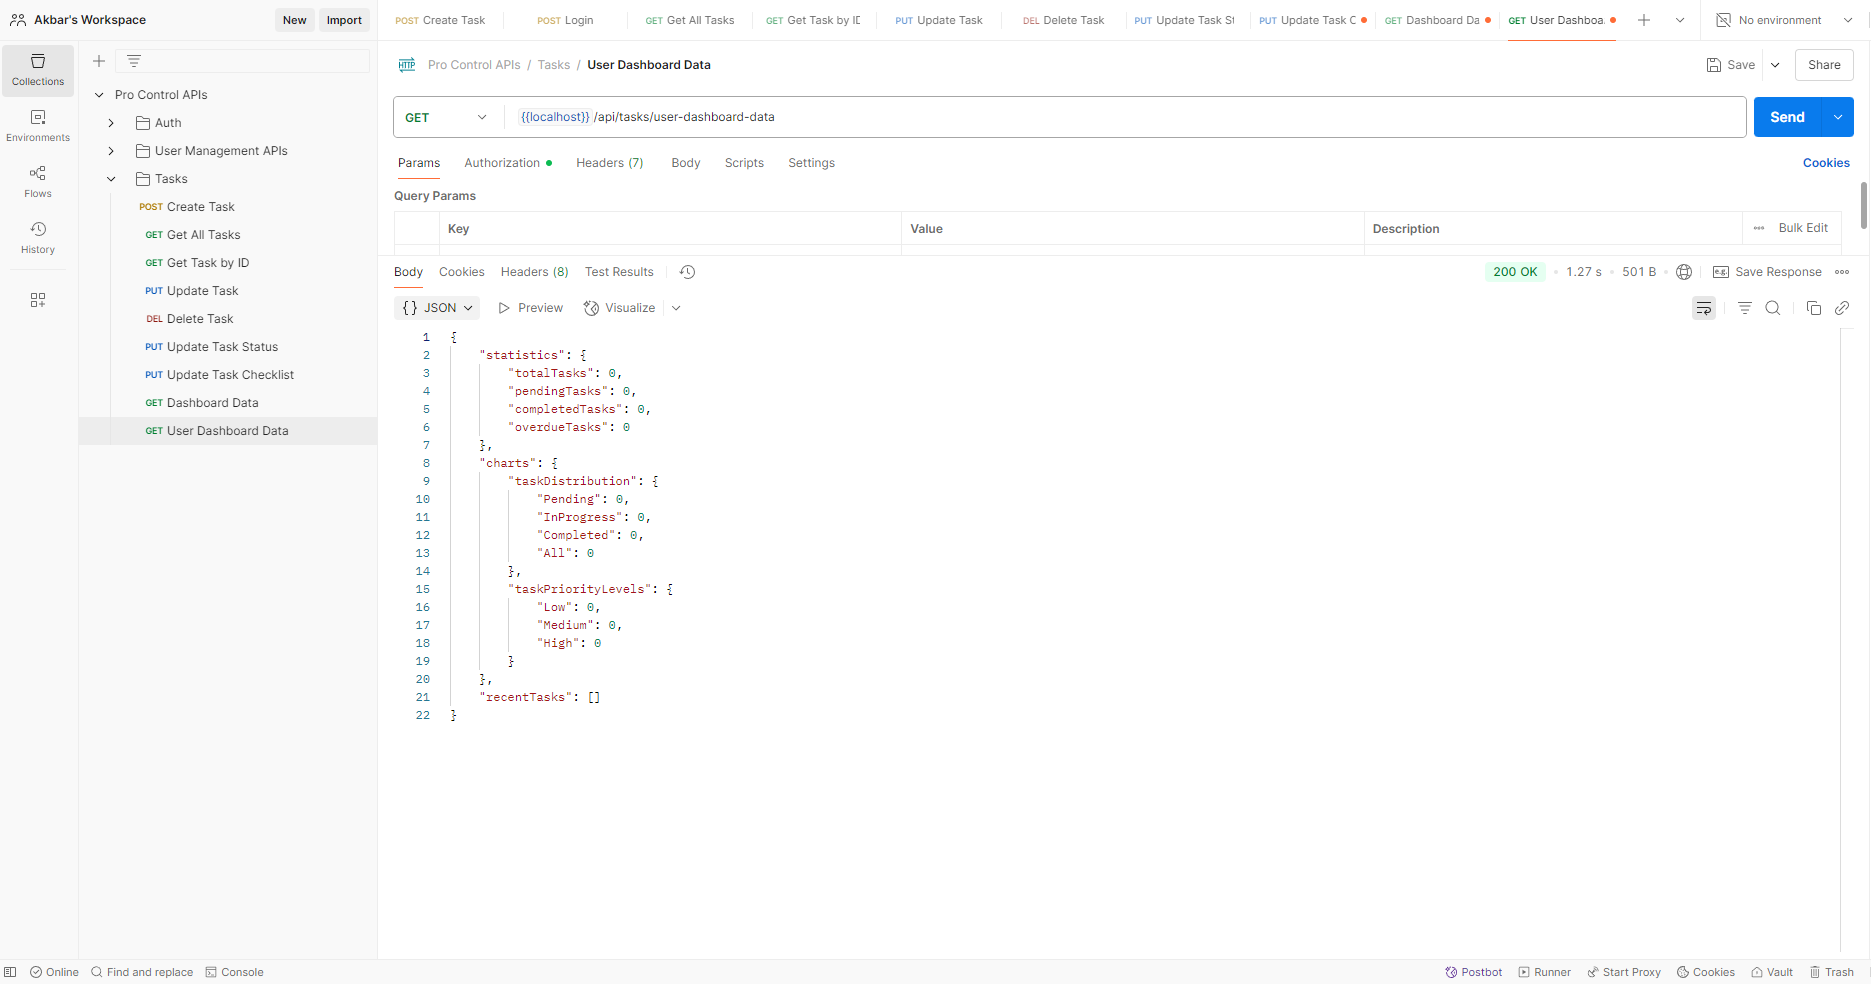 Akbar's Workspace
New
Import
POST Create Task
POST Login
GET Get All Tasks
GET Get Task by ID
PUT Update Task
DEL Delete Task
PUT Update Task St
PUT Update Task C
GET Dashboard Da
GET User Dashboa
No environment
Collections
Environments
Flows
History
Pro Control APIs
Auth
User Management APIs
Tasks
POST Create Task
GET Get All Tasks
GET Get Task by ID
PUT Update Task
DEL Delete Task
PUT Update Task Status
PUT Update Task Checklist
GET Dashboard Data
GET User Dashboard Data
HTTP Pro Control APIs / Tasks / User Dashboard Data
Save
Share
GET {{localhost}} /api/tasks/user-dashboard-data
Send
Params Authorization Headers (7) Body Scripts Settings
Cookies
Query Params
Key Value Description Bulk Edit
Body Cookies Headers (8) Test Results
200 OK • 1.27 s • 501 B
e.g. Save Response
{} JSON Preview Visualize
1 {
2 "statistics": {
3 "totalTasks": 0,
4 "pendingTasks": 0,
5 "completedTasks": 0,
6 "overdueTasks": 0
7 },
8 "charts": {
9 "taskDistribution": {
10 "Pending": 0,
11 "InProgress": 0,
12 "Completed": 0,
13 "All": 0
14 },
15 "taskPriorityLevels": {
16 "Low": 0,
17 "Medium": 0,
18 "High": 0
19 }
20 },
21 "recentTasks": []
22 }
Online
Find and replace
Console
Postbot
Runner
Start Proxy
Cookies
Vault
Trash